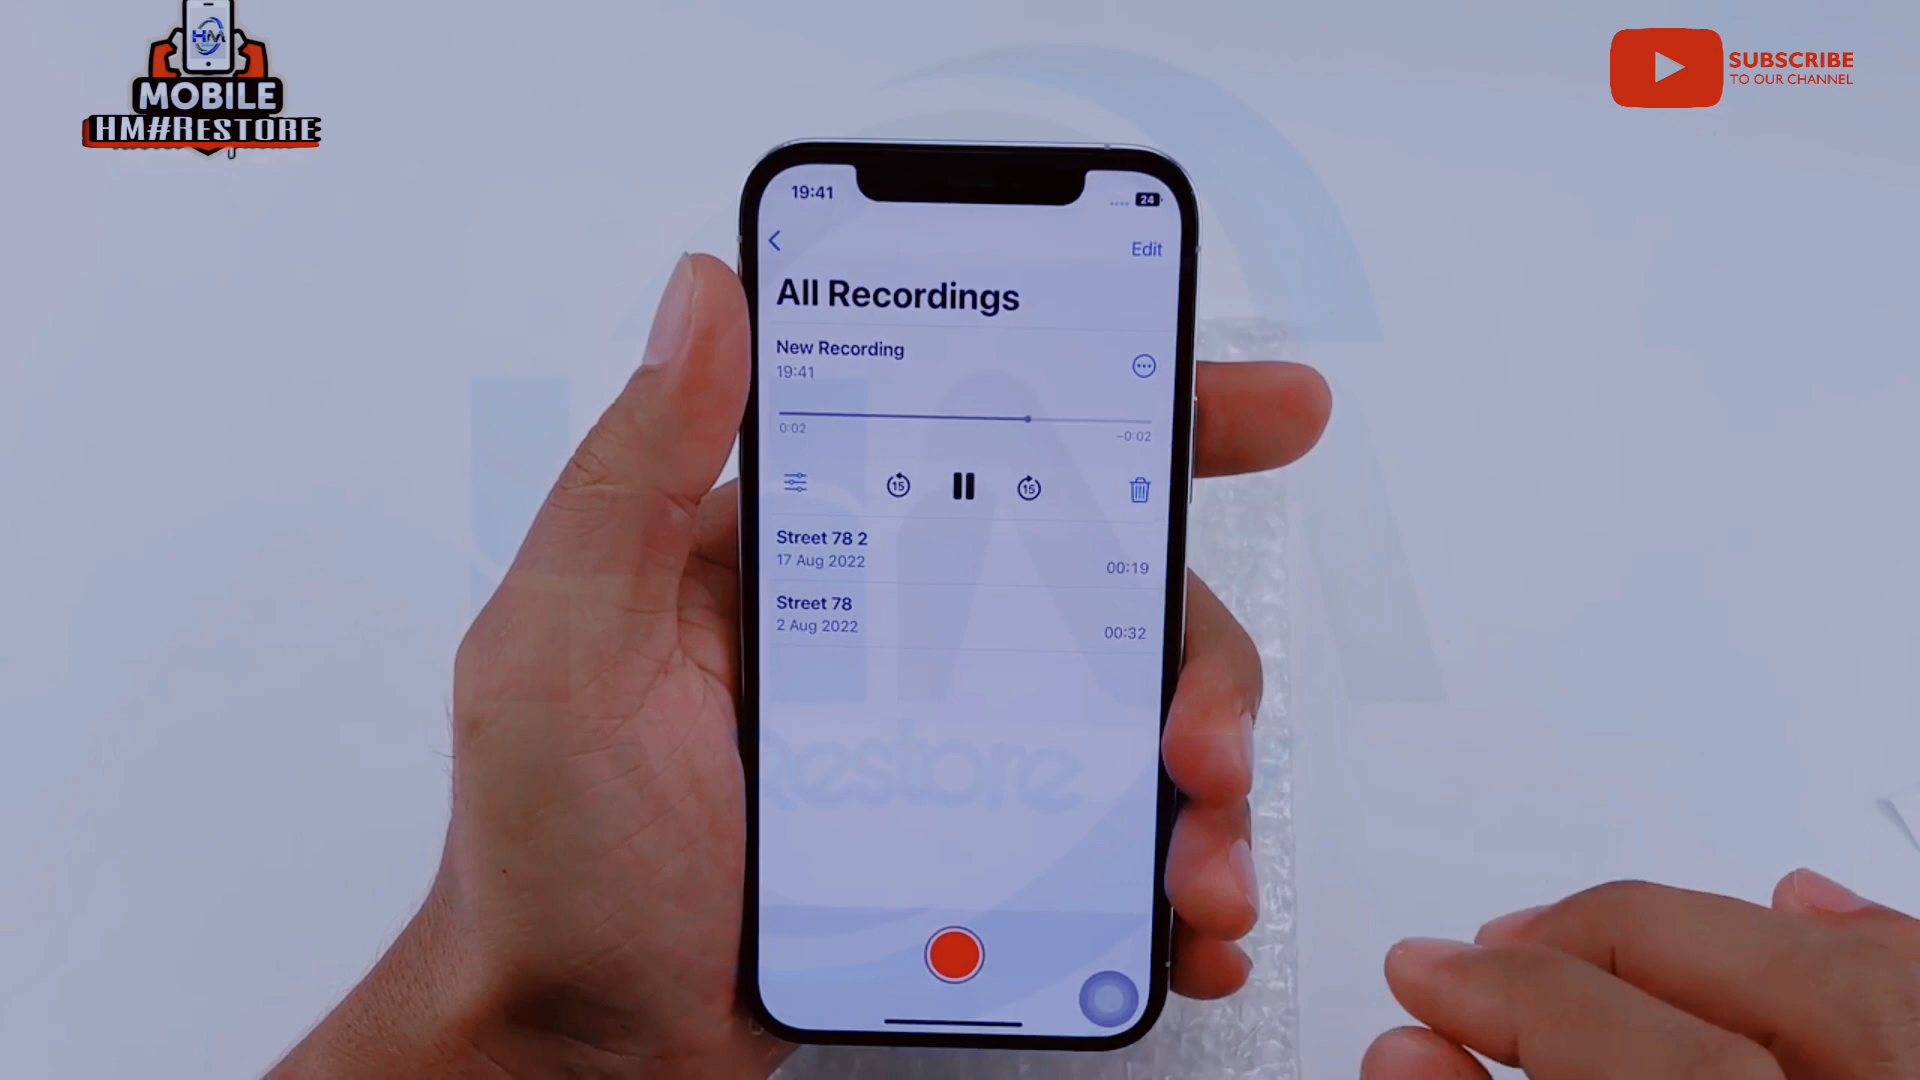 HM
MOBILE
HM#RESTORE
SUBSCRIBE
TO OUR CHANNEL
19:41
24
Edit
All Recordings
New Recording
19:41
0:02
-0:02
15
15
Street 78 2
17 Aug 2022
00:19
Street 78
2 Aug 2022
00:32
Restore